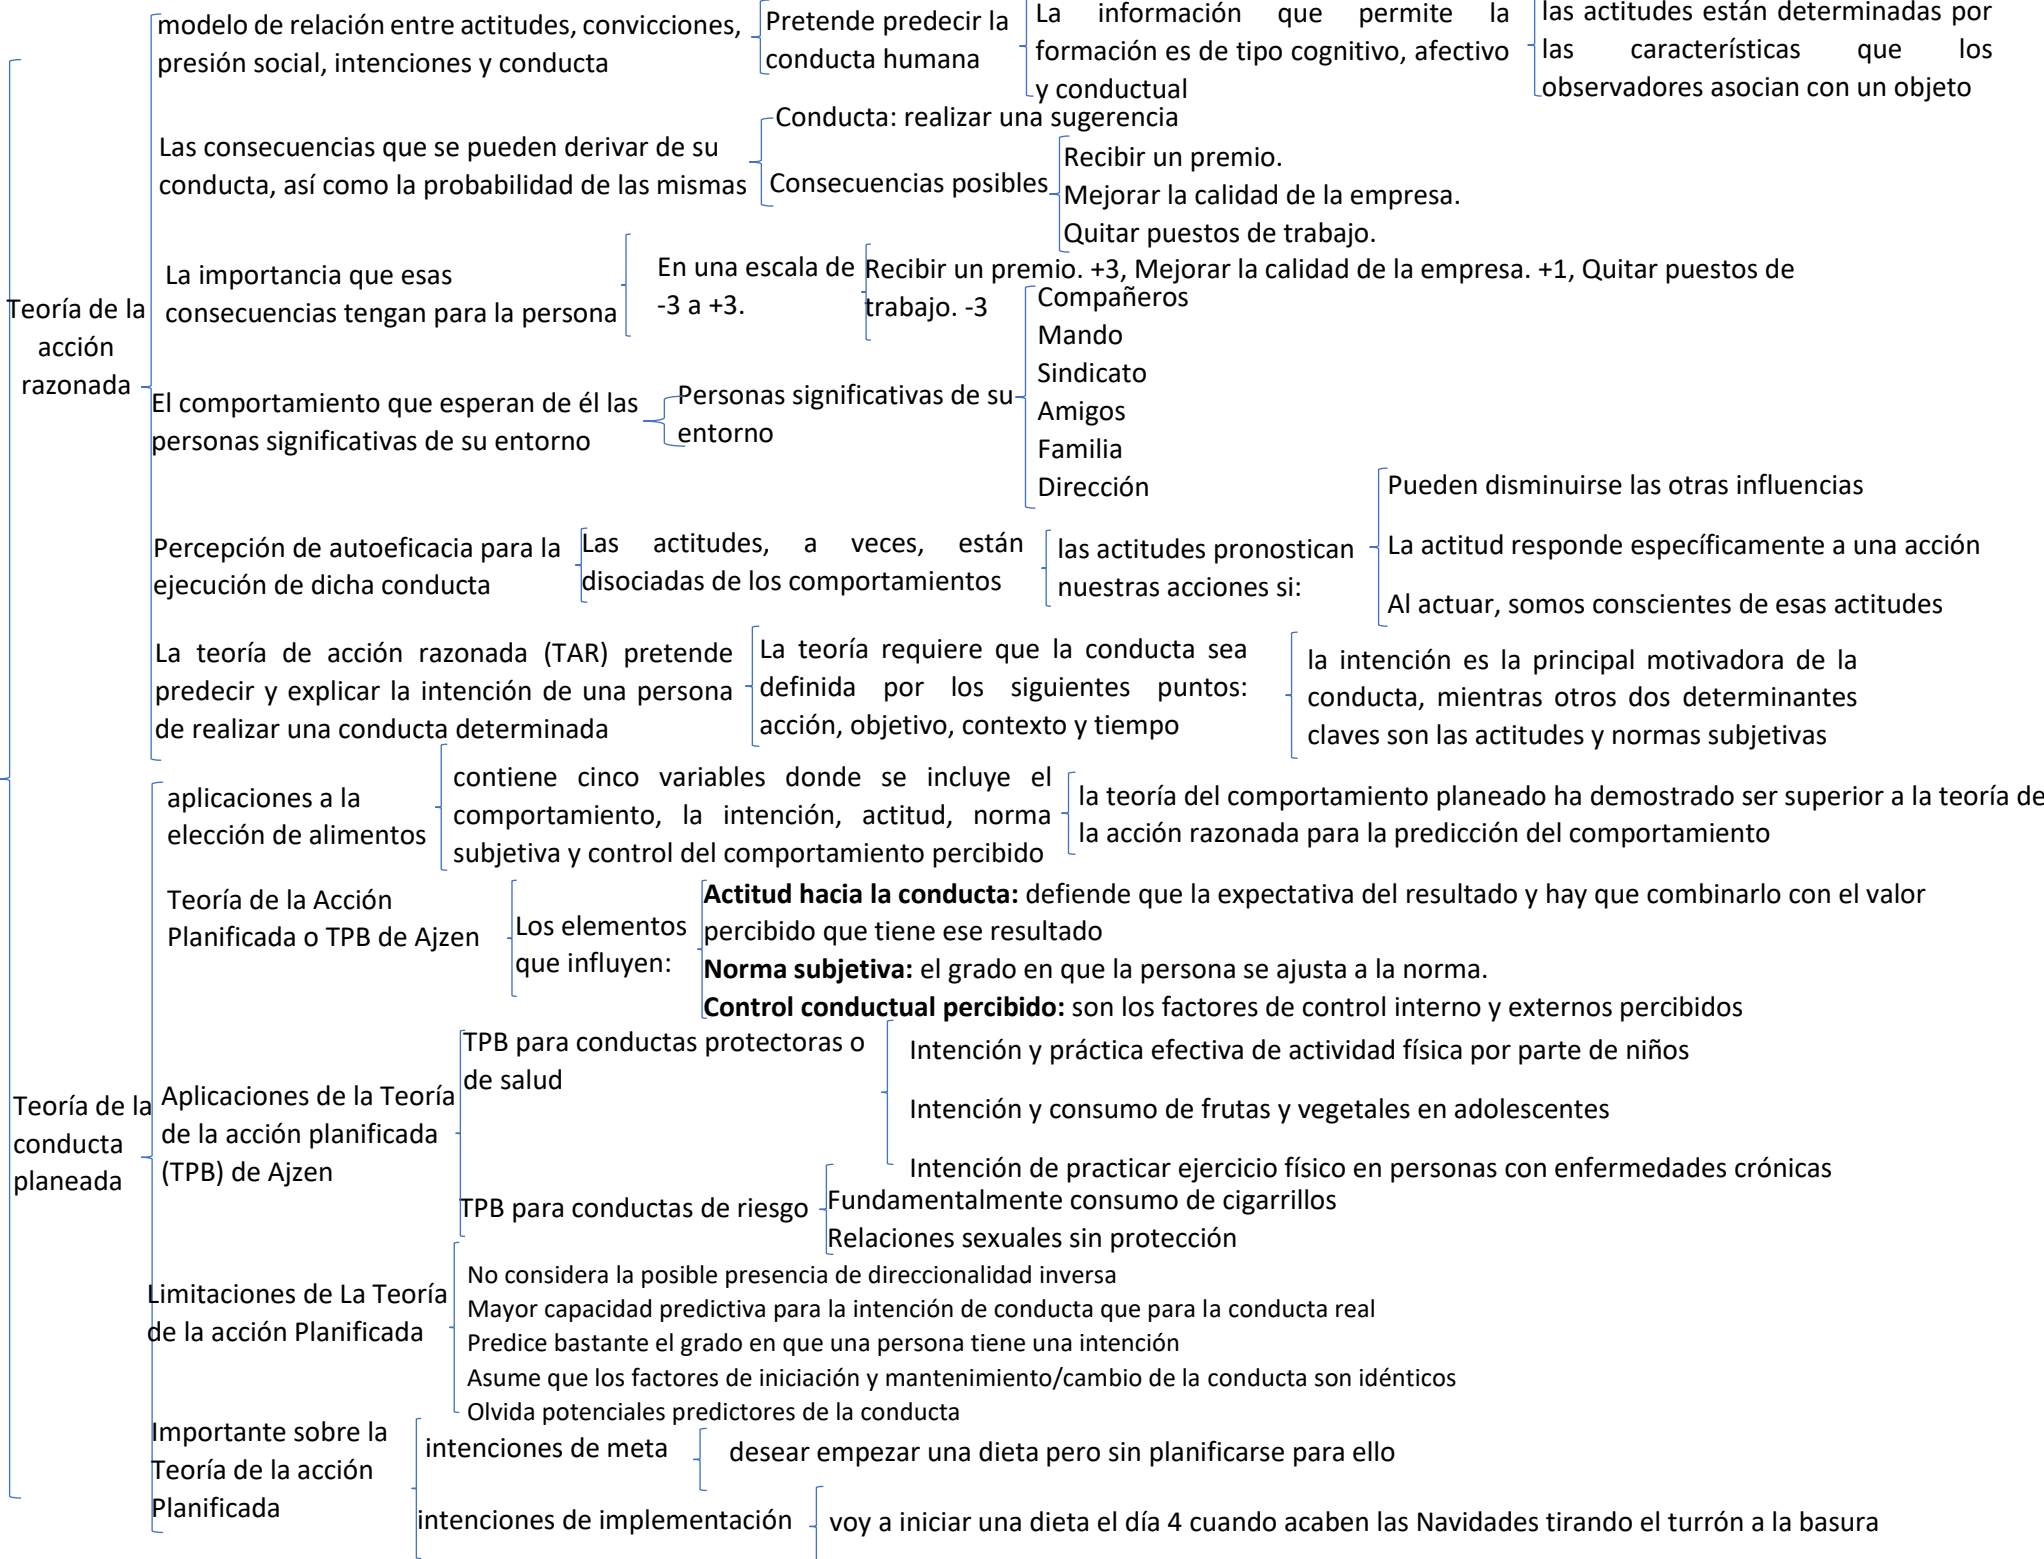 modelo de relación entre actitudes, convicciones,
presión social, intenciones y conducta
Pretende predecir la
conducta humana
La información que permite la
formación es de tipo cognitivo, afectivo
y conductual
las actitudes están determinadas por
las características que los
observadores asocian con un objeto
Las consecuencias que se pueden derivar de su
conducta, así como la probabilidad de las mismas
Conducta: realizar una sugerencia
Consecuencias posibles
Recibir un premio.
Mejorar la calidad de la empresa.
Quitar puestos de trabajo.
La importancia que esas
consecuencias tengan para la persona
En una escala de
-3 a +3.
Recibir un premio. +3, Mejorar la calidad de la empresa. +1, Quitar puestos de
trabajo. -3
Teoría de la
acción
razonada
El comportamiento que esperan de él las
personas significativas de su entorno
Personas significativas de su
entorno
Compañeros
Mando
Sindicato
Amigos
Familia
Dirección
Percepción de autoeficacia para la
ejecución de dicha conducta
Las actitudes, a veces, están
disociadas de los comportamientos
las actitudes pronostican
nuestras acciones si:
Pueden disminuirse las otras influencias
La actitud responde específicamente a una acción
Al actuar, somos conscientes de esas actitudes
La teoría de acción razonada (TAR) pretende
predecir y explicar la intención de una persona
de realizar una conducta determinada
La teoría requiere que la conducta sea
definida por los siguientes puntos:
acción, objetivo, contexto y tiempo
la intención es la principal motivadora de la
conducta, mientras otros dos determinantes
claves son las actitudes y normas subjetivas
aplicaciones a la
elección de alimentos
contiene cinco variables donde se incluye el
comportamiento, la intención, actitud, norma
subjetiva y control del comportamiento percibido
la teoría del comportamiento planeado ha demostrado ser superior a la teoría de
la acción razonada para la predicción del comportamiento
Teoría de la Acción
Planificada o TPB de Ajzen
Los elementos
que influyen:
Actitud hacia la conducta: defiende que la expectativa del resultado y hay que combinarlo con el valor
percibido que tiene ese resultado
Norma subjetiva: el grado en que la persona se ajusta a la norma.
Control conductual percibido: son los factores de control interno y externos percibidos
Teoría de la
conducta
planeada
Aplicaciones de la Teoría
de la acción planificada
(TPB) de Ajzen
TPB para conductas protectoras o
de salud
Intención y práctica efectiva de actividad física por parte de niños
Intención y consumo de frutas y vegetales en adolescentes
Intención de practicar ejercicio físico en personas con enfermedades crónicas
TPB para conductas de riesgo
Fundamentalmente consumo de cigarrillos
Relaciones sexuales sin protección
Limitaciones de La Teoría
de la acción Planificada
No considera la posible presencia de direccionalidad inversa
Mayor capacidad predictiva para la intención de conducta que para la conducta real
Predice bastante el grado en que una persona tiene una intención
Asume que los factores de iniciación y mantenimiento/cambio de la conducta son idénticos
Olvida potenciales predictores de la conducta
Importante sobre la
Teoría de la acción
Planificada
intenciones de meta
desear empezar una dieta pero sin planificarse para ello
intenciones de implementación
voy a iniciar una dieta el día 4 cuando acaben las Navidades tirando el turrón a la basura